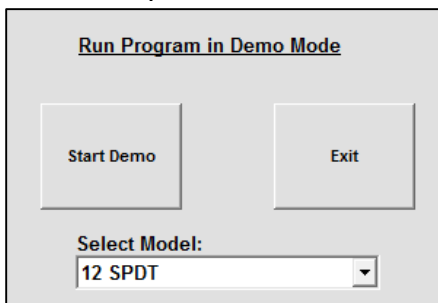 Run Program in Demo Mode
Start Demo
Exit
Select Model:
12 SPDT